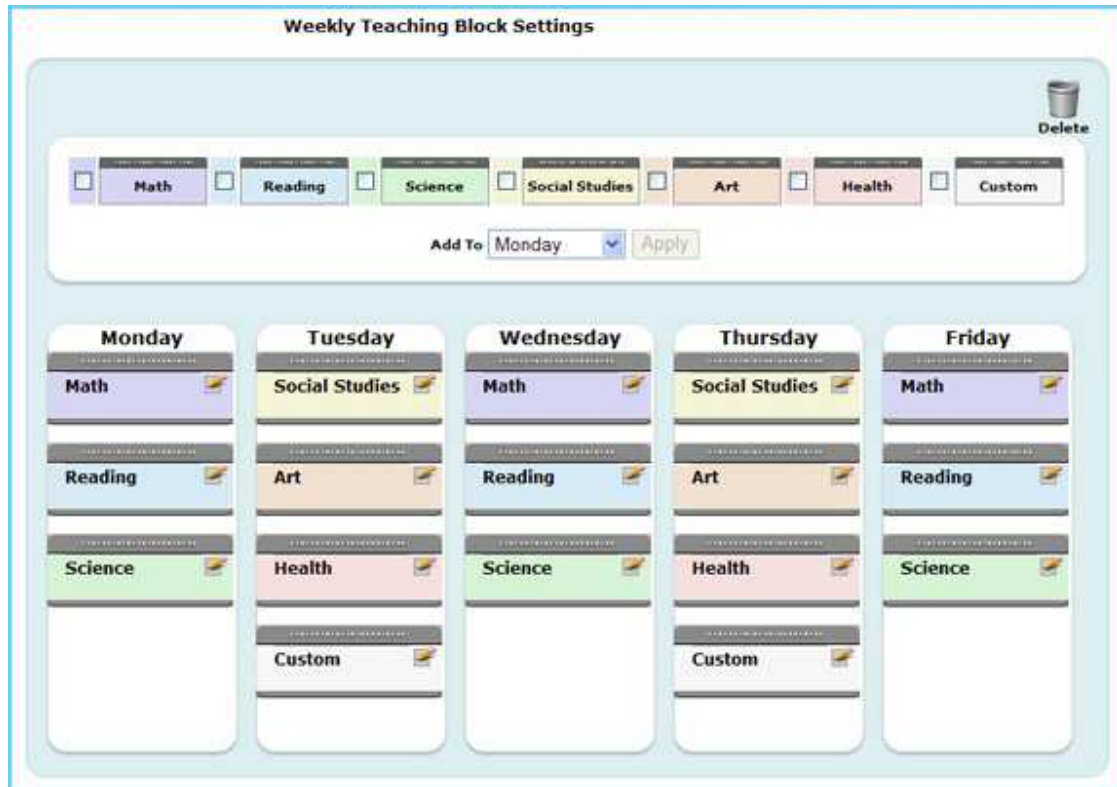 Weekly Teaching Block Settings
Delete
Math Reading Science Social Studies Art Health Custom
Add To Monday Apply
Monday Tuesday Wednesday Thursday Friday
Math Social Studies Math Social Studies Math
Reading Art Reading Art Reading
Science Health Science Health Science
Custom Custom